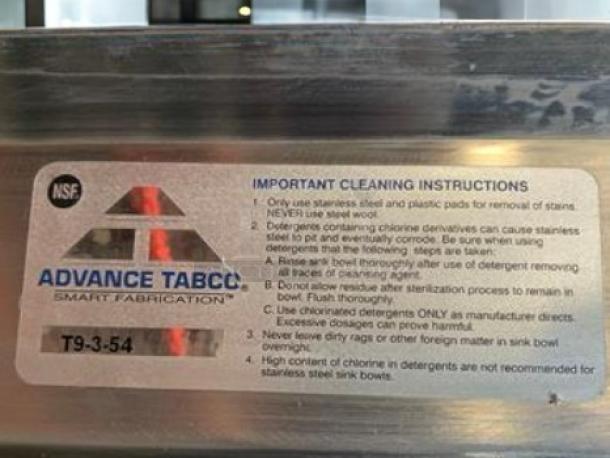 NSF®
ADVANCE TABCO®
SMART FABRICATION™
T9-3-54
IMPORTANT CLEANING INSTRUCTIONS
1. Only use stainless steel and plastic pads for removal of stains.
NEVER use steel wool.
2. Detergents containing chlorine derivatives can cause stainless
steel to pit and eventually corrode. Be sure when using
detergents that the following steps are taken:
A. Rinse sink bowl thoroughly after use of detergent removing
all traces of cleansing agent.
B. Do not allow residue after sterilization process to remain in
bowl. Flush thoroughly.
C. Use chlorinated detergents ONLY as manufacturer directs.
Excessive dosages can prove harmful.
3. Never leave dirty rags or other foreign matter in sink bowl
overnight.
4. High content of chlorine in detergents are not recommended for
stainless steel sink bowls.